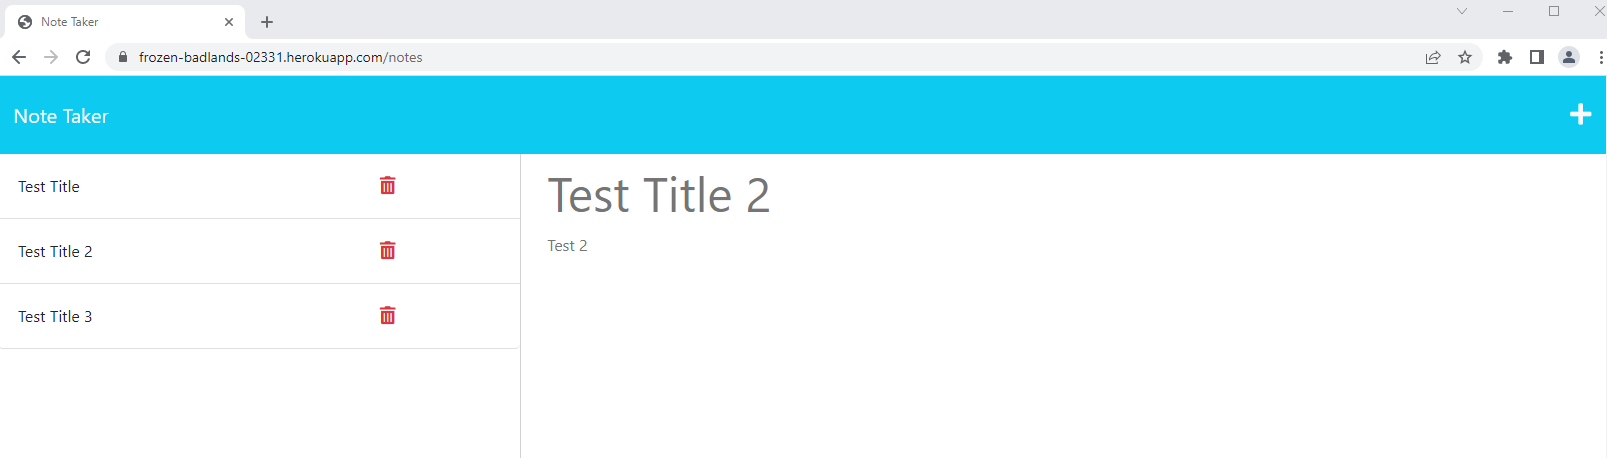 Note Taker
frozen-badlands-02331.herokuapp.com/notes
Note Taker
Test Title
Test Title 2
Test Title 3
Test Title 2
Test 2